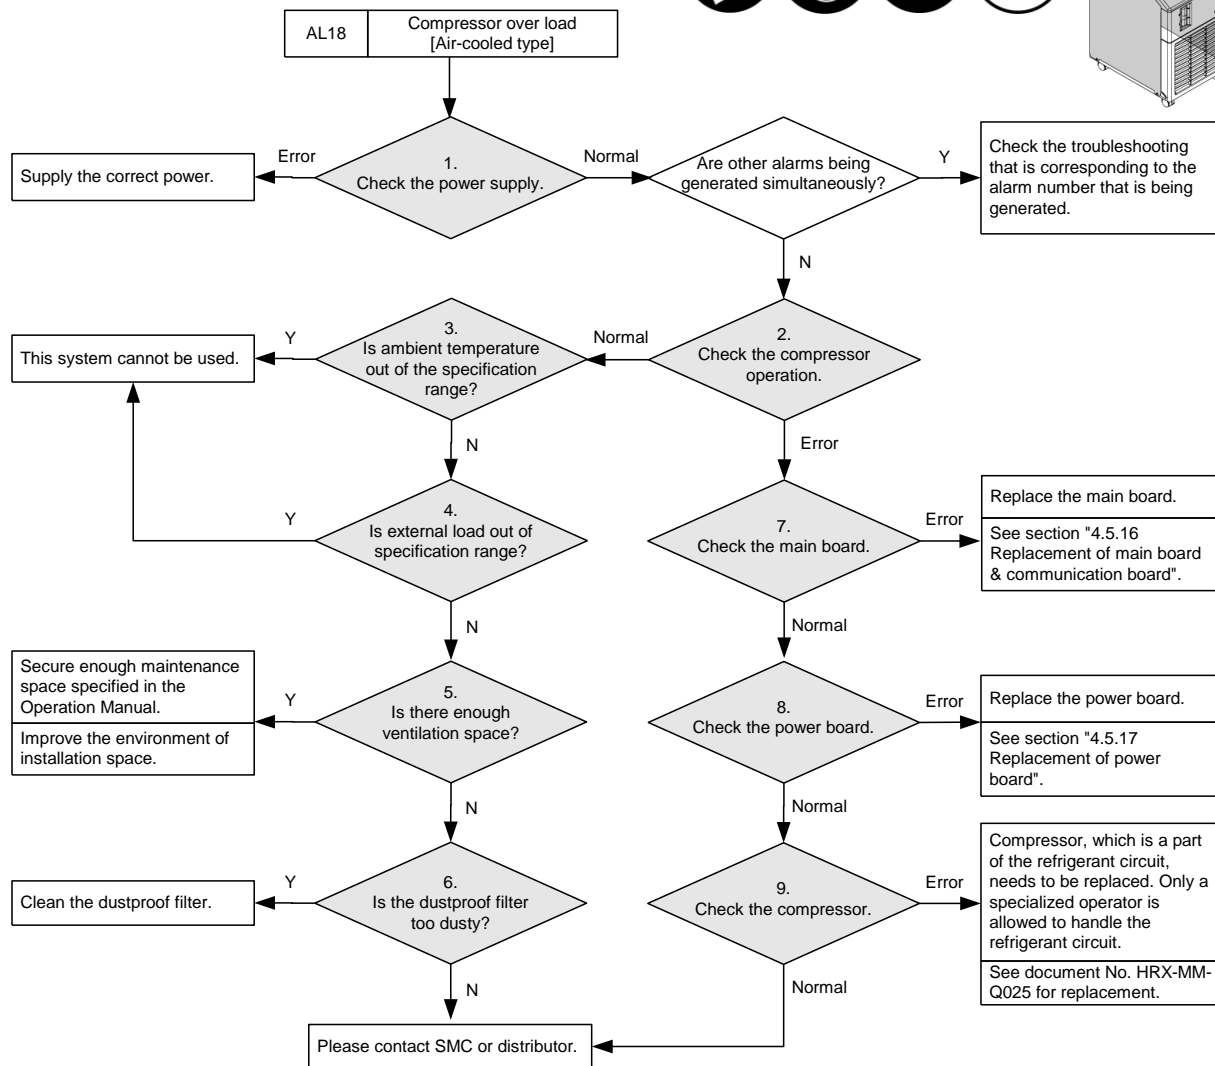 AL18
Compressor over load
[Air-cooled type]
Error
1.
Check the power supply.
Normal
Supply the correct power.
Are other alarms being
generated simultaneously?
Y
Check the troubleshooting
that is corresponding to the
alarm number that is being
generated.
N
2.
Check the compressor
operation.
Normal
3.
Is ambient temperature
out of the specification
range?
Y
This system cannot be used.
N
Error
4.
Is external load out of
specification range?
Y
7.
Check the main board.
Error
Replace the main board.
See section "4.5.16
Replacement of main board
& communication board".
N
Normal
Secure enough maintenance
space specified in the
Operation Manual.
Improve the environment of
installation space.
Y
5.
Is there enough
ventilation space?
8.
Check the power board.
Error
Replace the power board.
See section "4.5.17
Replacement of power
board".
N
Normal
Clean the dustproof filter.
Y
6.
Is the dustproof filter
too dusty?
9.
Check the compressor.
Error
Compressor, which is a part
of the refrigerant circuit,
needs to be replaced. Only a
specialized operator is
allowed to handle the
refrigerant circuit.
See document No. HRX-MM-
Q025 for replacement.
N
Normal
Please contact SMC or distributor.